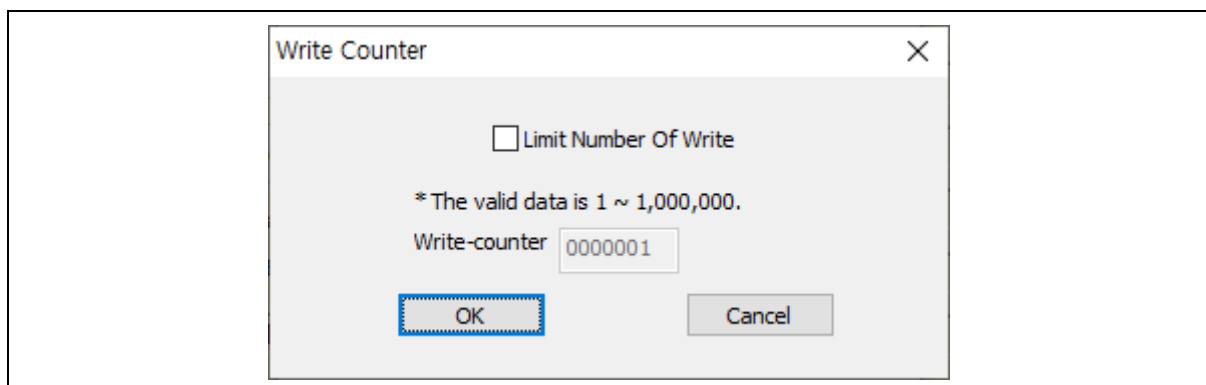 Write Counter
Limit Number Of Write
* The valid data is 1 ~ 1,000,000.
Write-counter 0000001
OK Cancel